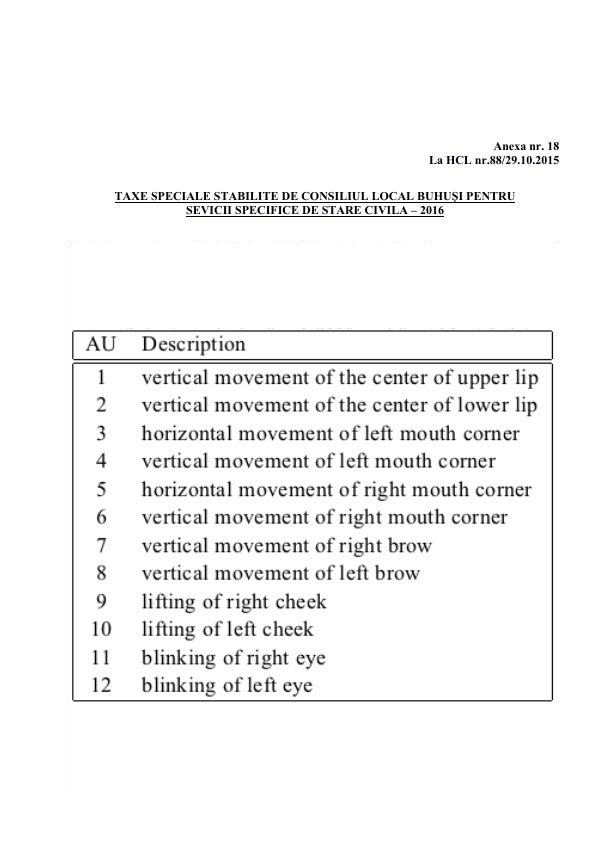 Anexa nr. 18
La HCL nr.88/29.10.2015
TAXE SPECIALE STABILITE DE CONSILIUL LOCAL BUHUŞI PENTRU
SEVICII SPECIFICE DE STARE CIVILA – 2016
AU Description
1 vertical movement of the center of upper lip
2 vertical movement of the center of lower lip
3 horizontal movement of left mouth corner
4 vertical movement of left mouth corner
5 horizontal movement of right mouth corner
6 vertical movement of right mouth corner
7 vertical movement of right brow
8 vertical movement of left brow
9 lifting of right cheek
10 lifting of left cheek
11 blinking of right eye
12 blinking of left eye